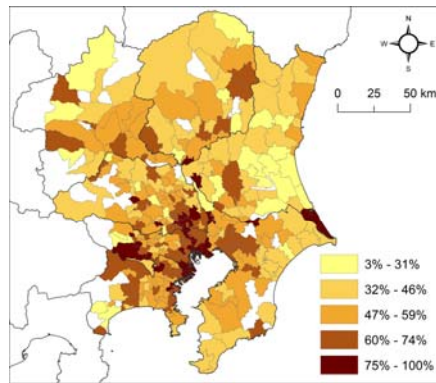 N
W E
S
0 25 50 km
3% - 31%
32% - 46%
47% - 59%
60% - 74%
75% - 100%